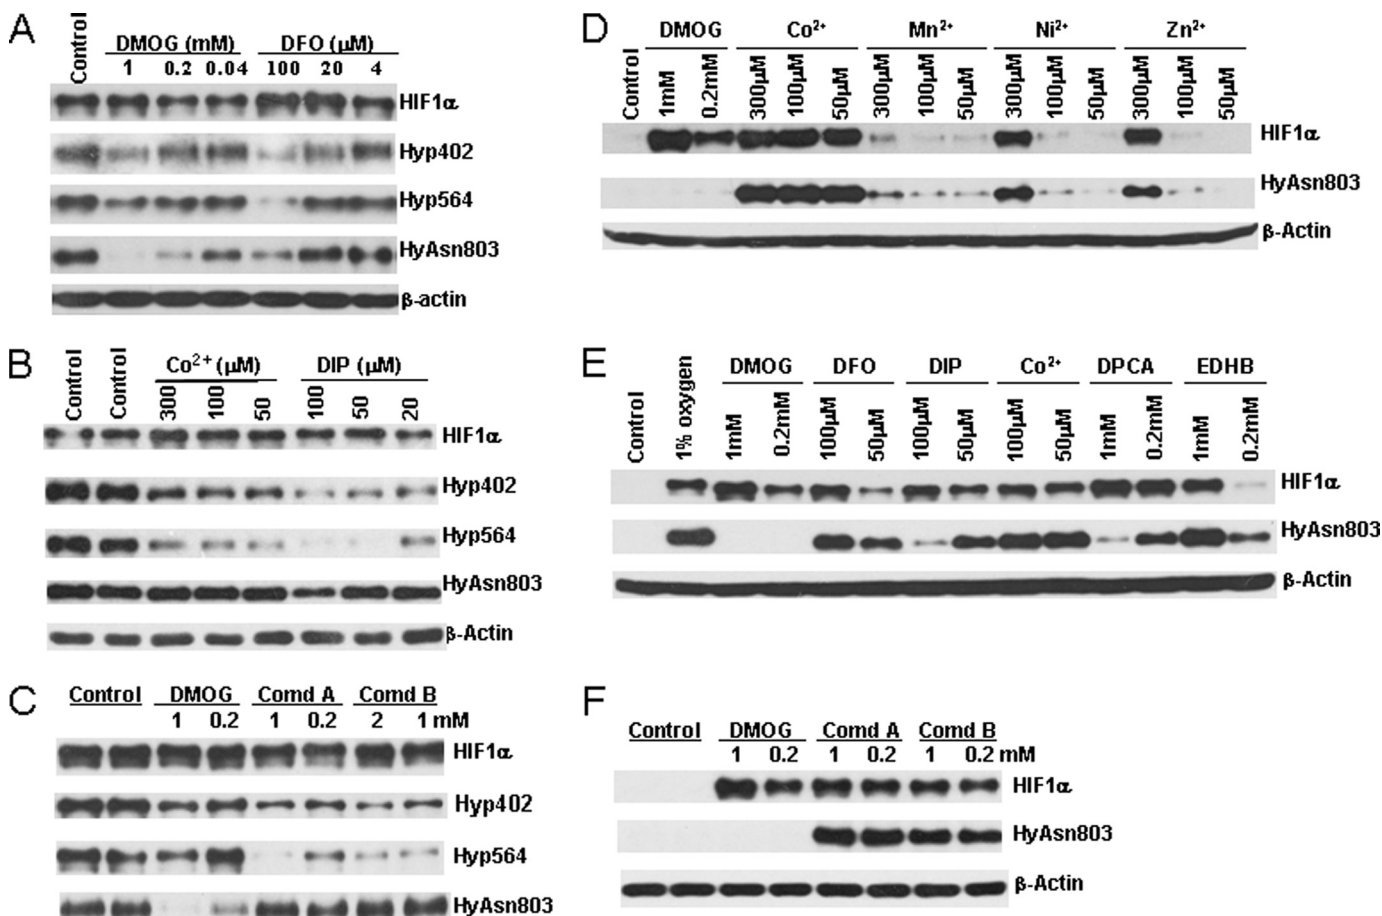 A
Control
DMOG (mM)
DFO (μM)
1 0.2 0.04 100 20 4
HIF1α
Hyp402
Hyp564
HyAsn803
β-actin
B
Control
Control
Co²⁺ (μM)
DIP (μM)
300 100 50 100 50 20
HIF1α
Hyp402
Hyp564
HyAsn803
β-Actin
C
Control DMOG Comd A Comd B
1 0.2 1 0.2 2 1 mM
HIF1α
Hyp402
Hyp564
HyAsn803
D
DMOG Co²⁺ Mn²⁺ Ni²⁺ Zn²⁺
Control 1mM 0.2mM 300μM 100μM 50μM 300μM 100μM 50μM 300μM 100μM 50μM 300μM 100μM 50μM
HIF1α
HyAsn803
β-Actin
E
DMOG DFO DIP Co²⁺ DPCA EDHB
Control 1% oxygen 1mM 0.2mM 100μM 50μM 100μM 50μM 100μM 50μM 1mM 0.2mM 1mM 0.2mM
HIF1α
HyAsn803
β-Actin
F
Control DMOG Comd A Comd B
1 0.2 1 0.2 1 0.2 mM
HIF1α
HyAsn803
β-Actin